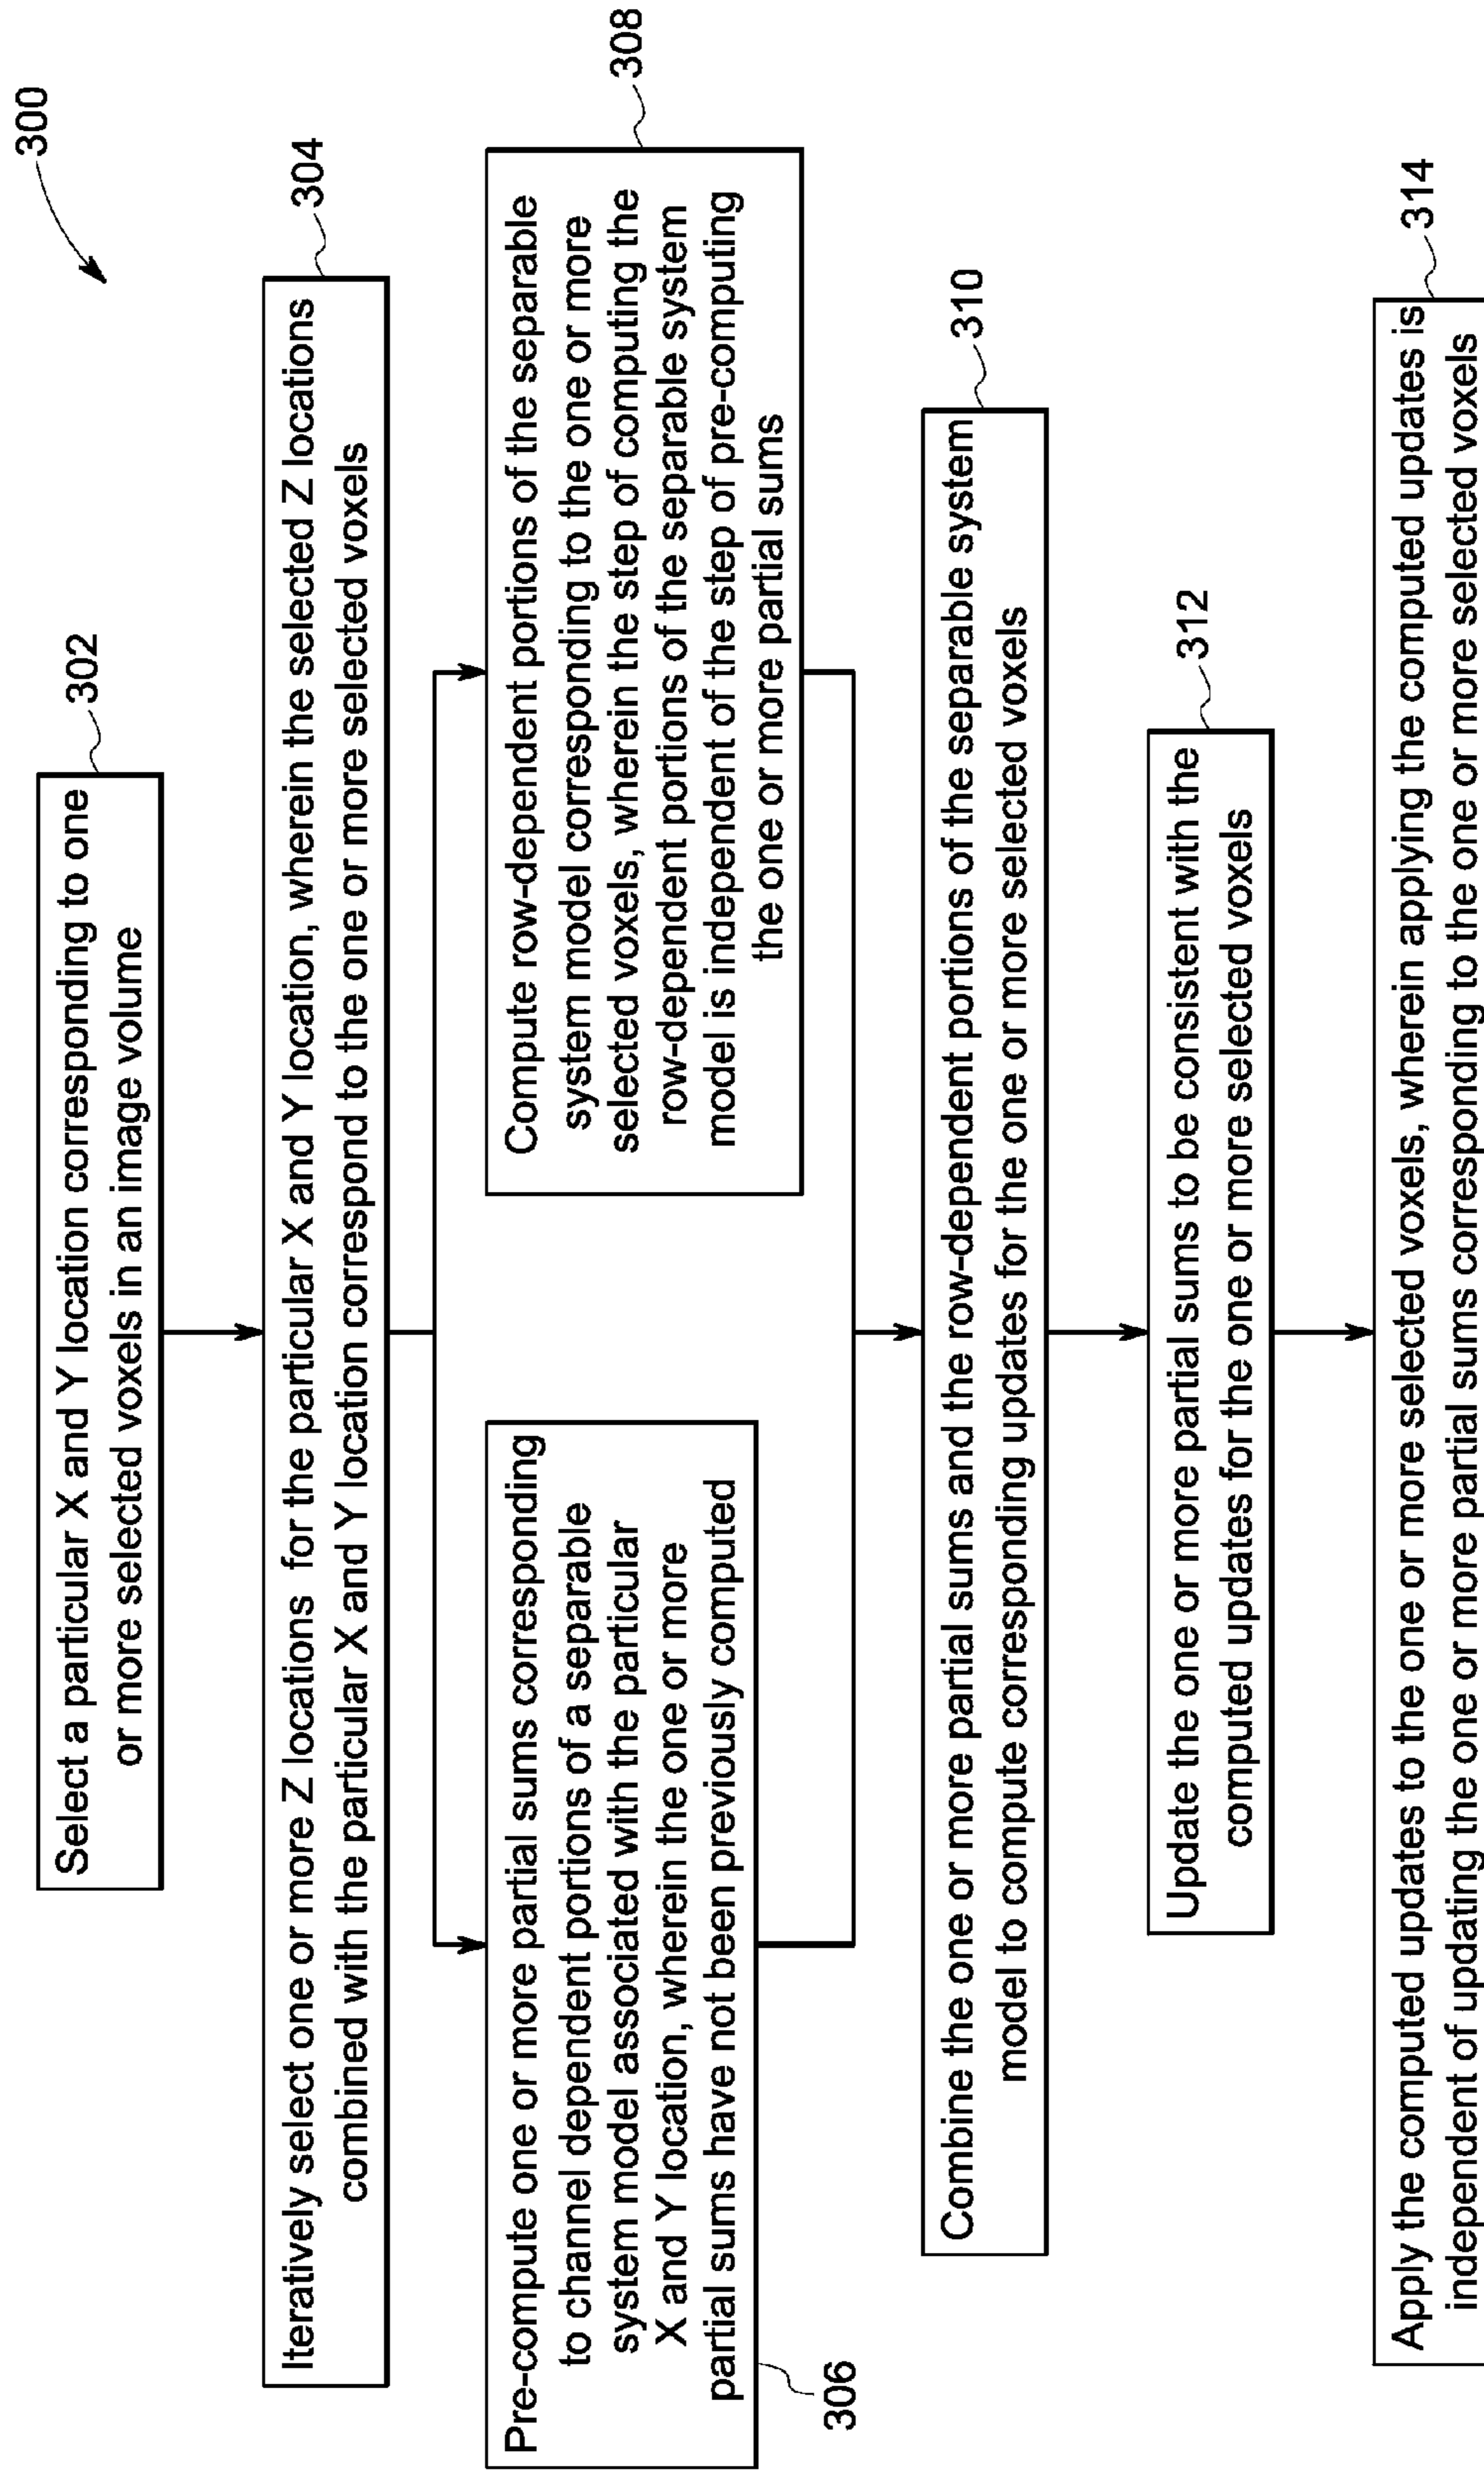 300
Select a particular X and Y location corresponding to one
or more selected voxels in an image volume
302
Iteratively select one or more Z locations for the particular X and Y location, wherein the selected Z locations
combined with the particular X and Y location correspond to the one or more selected voxels
304
Pre-compute one or more partial sums corresponding
to channel dependent portions of a separable
system model associated with the particular
X and Y location, wherein the one or more
partial sums have not been previously computed
306
Compute row-dependent portions of the separable
system model corresponding to the one or more
selected voxels, wherein the step of computing the
row-dependent portions of the separable system
model is independent of the step of pre-computing
the one or more partial sums
308
Combine the one or more partial sums and the row-dependent portions of the separable system
model to compute corresponding updates for the one or more selected voxels
310
Update the one or more partial sums to be consistent with the
computed updates for the one or more selected voxels
312
Apply the computed updates to the one or more selected voxels, wherein applying the computed updates is
independent of updating the one or more partial sums corresponding to the one or more selected voxels
314